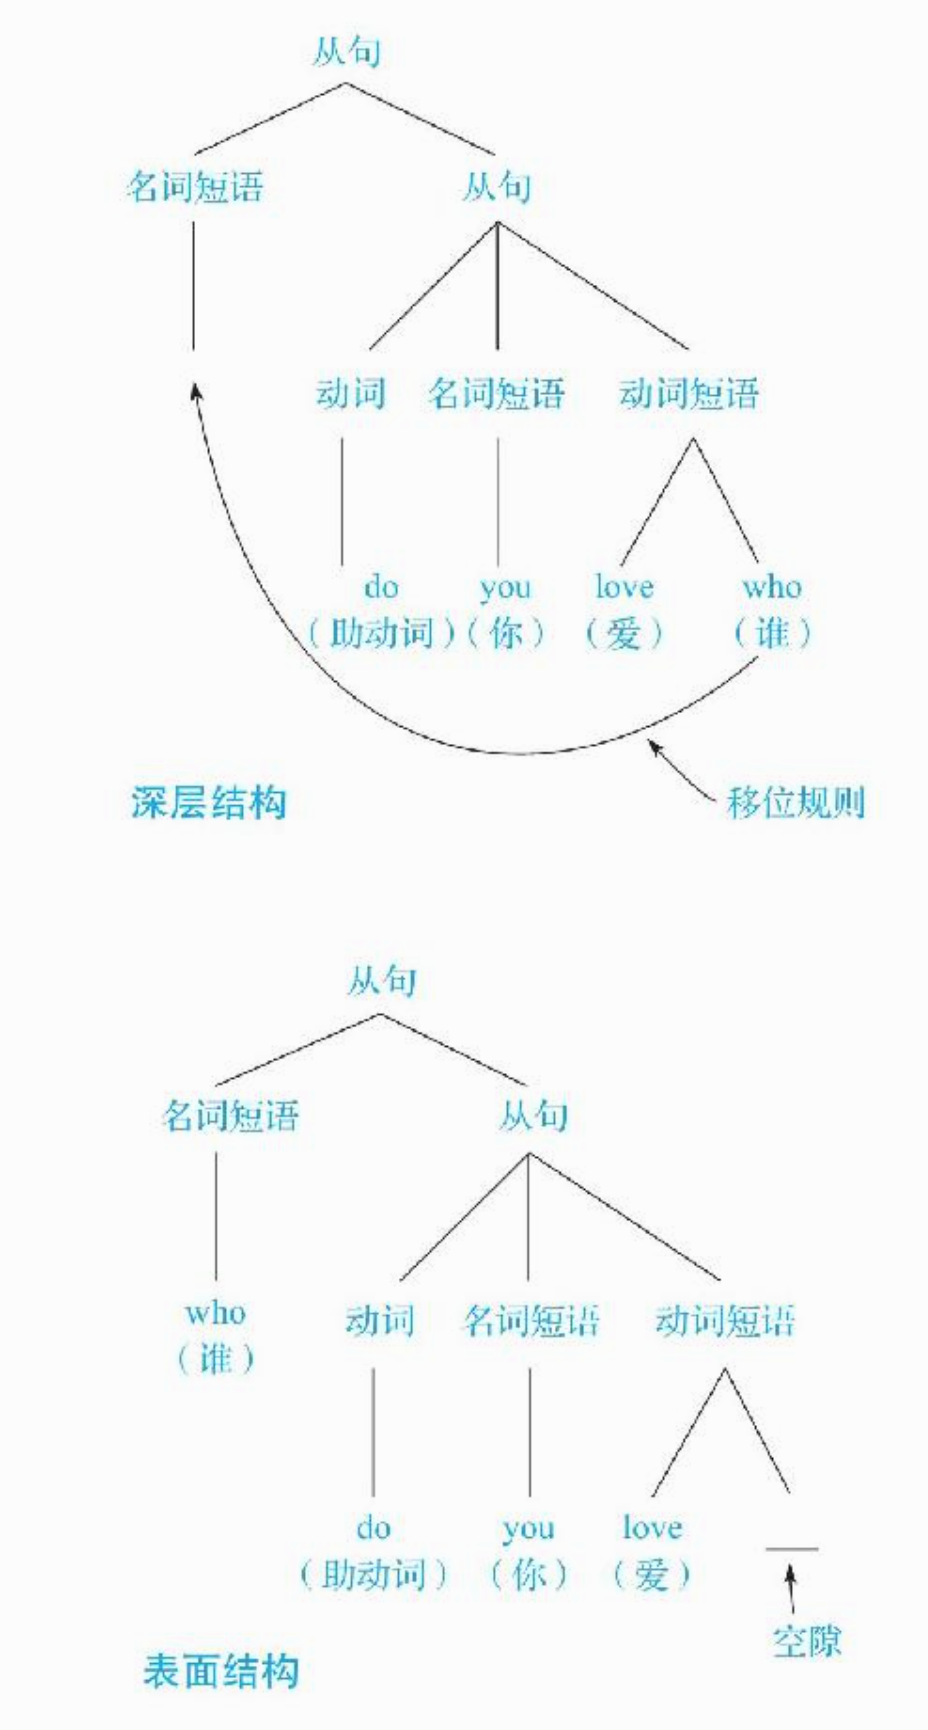 从句
名词短语 从句
动词 名词短语 动词短语
do you love who
（助动词）（你） （爱） （谁）
移位规则
深层结构
从句
名词短语 从句
who
（谁）
动词 名词短语 动词短语
do you love
（助动词） （你） （爱）
空隙
表面结构